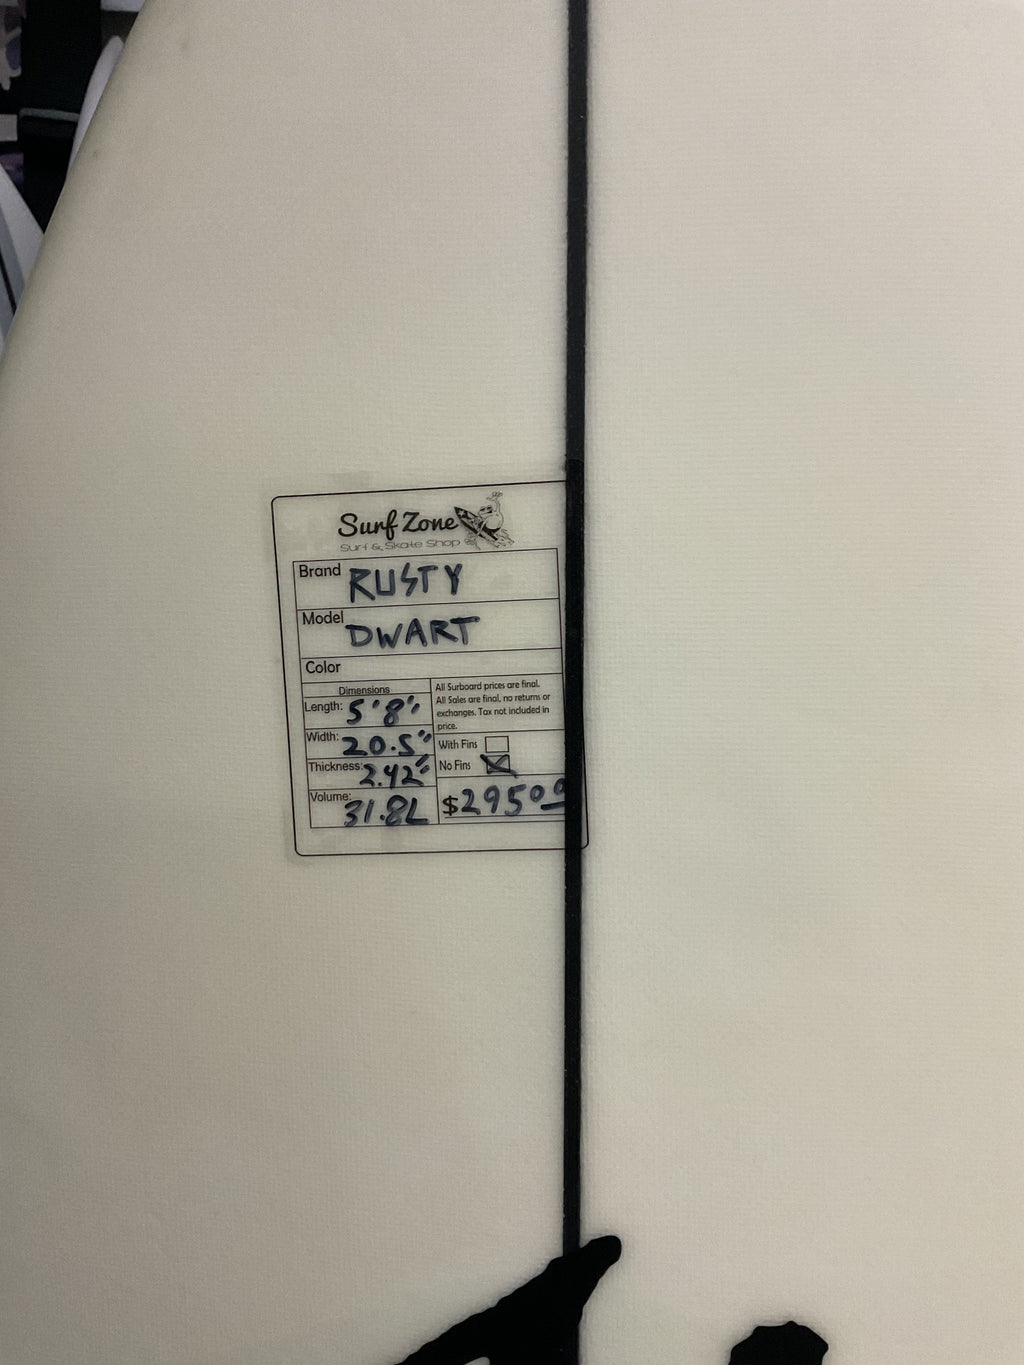 Surf Zone
Surf & Skate Shop
Brand RUSTY
Model DWART
Color
Dimensions
Length: 5'8"
Width: 20.5"
Thickness: 2.42"
Volume: 31.8L
All Surboard prices are final.
All Sales are final, no returns or
exchanges. Tax not included in
price.
With Fins
No Fins
$29500